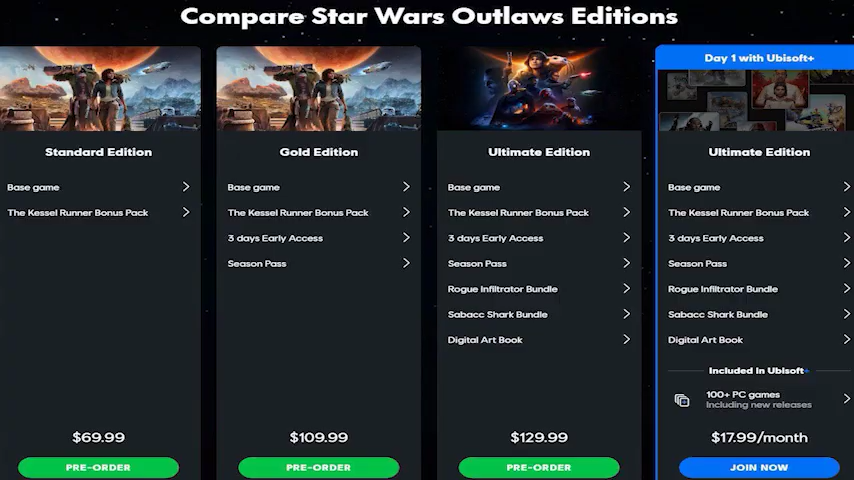 Compare Star Wars Outlaws Editions
Standard Edition
Base game
The Kessel Runner Bonus Pack
$69.99
PRE-ORDER
Gold Edition
Base game
The Kessel Runner Bonus Pack
3 days Early Access
Season Pass
$109.99
PRE-ORDER
Ultimate Edition
Base game
The Kessel Runner Bonus Pack
3 days Early Access
Season Pass
Rogue Infiltrator Bundle
Sabacc Shark Bundle
Digital Art Book
$129.99
PRE-ORDER
Day 1 with Ubisoft+
Ultimate Edition
Base game
The Kessel Runner Bonus Pack
3 days Early Access
Season Pass
Rogue Infiltrator Bundle
Sabacc Shark Bundle
Digital Art Book
Included in Ubisoft+
100+ PC games
Including new releases
$17.99/month
JOIN NOW